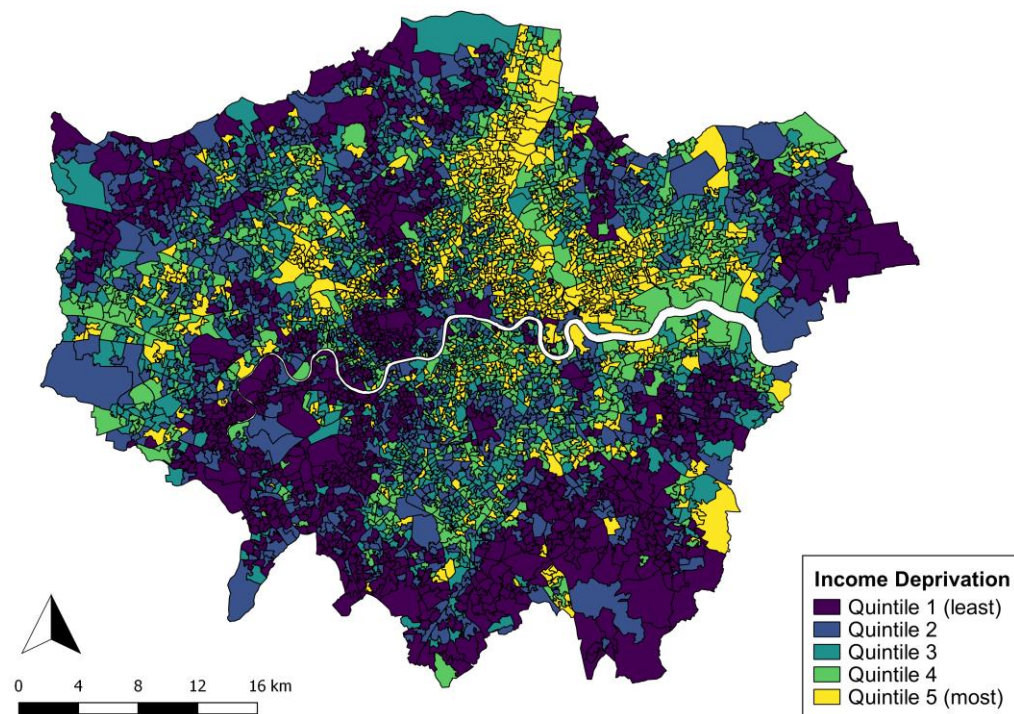 Income Deprivation
Quintile 1 (least)
Quintile 2
Quintile 3
Quintile 4
Quintile 5 (most)
0 4 8 12 16 km